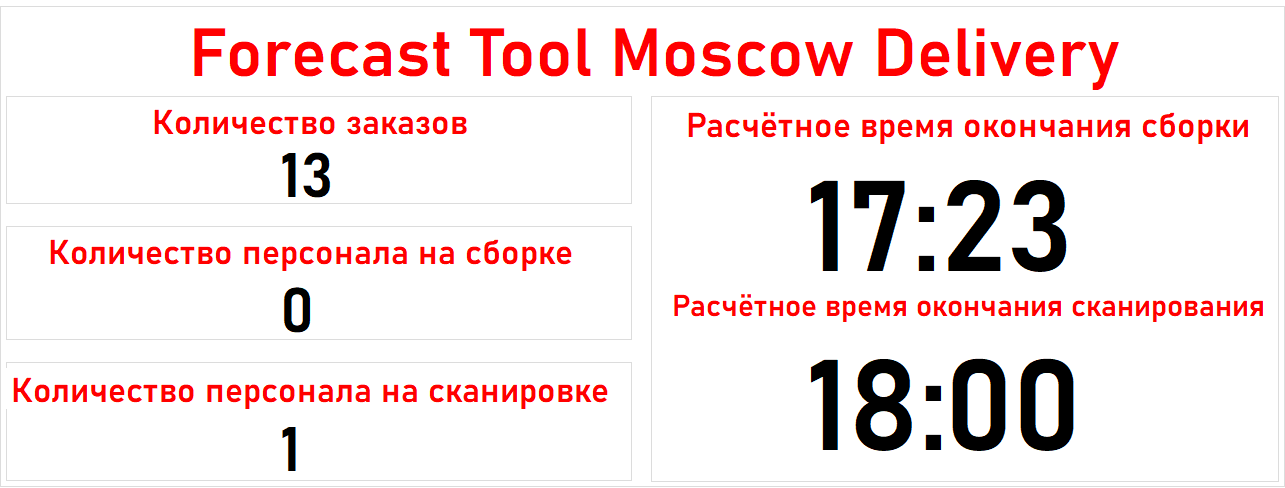 Forecast Tool Moscow Delivery
Количество заказов
13
Количество персонала на сборке
0
Количество персонала на сканировке
1
Расчётное время окончания сборки
17:23
Расчётное время окончания сканирования
18:00